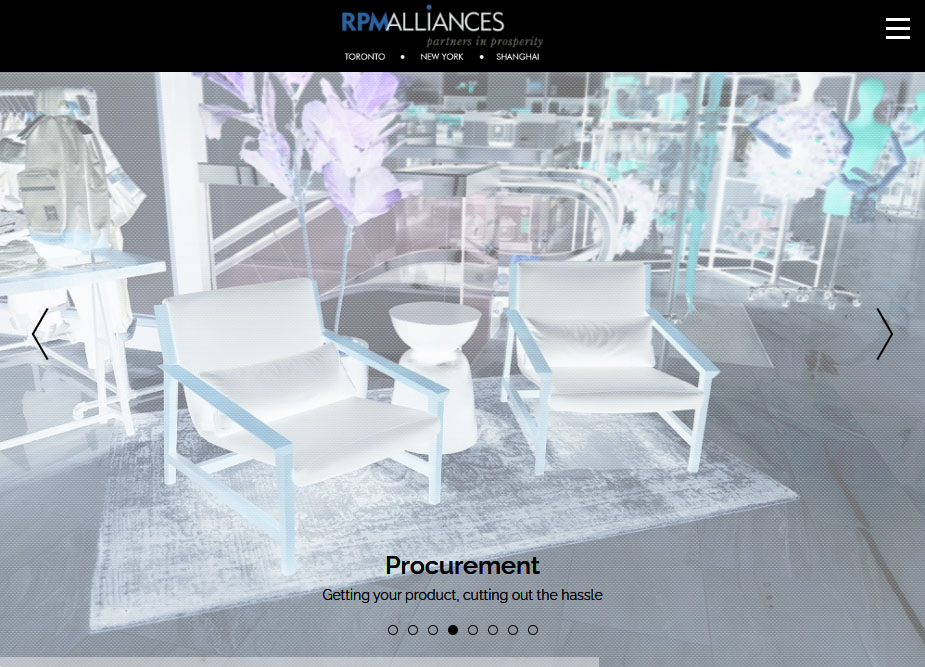 RPMALLIANCES
partners in prosperity
TORONTO • NEW YORK • SHANGHAI
Procurement
Getting your product, cutting out the hassle